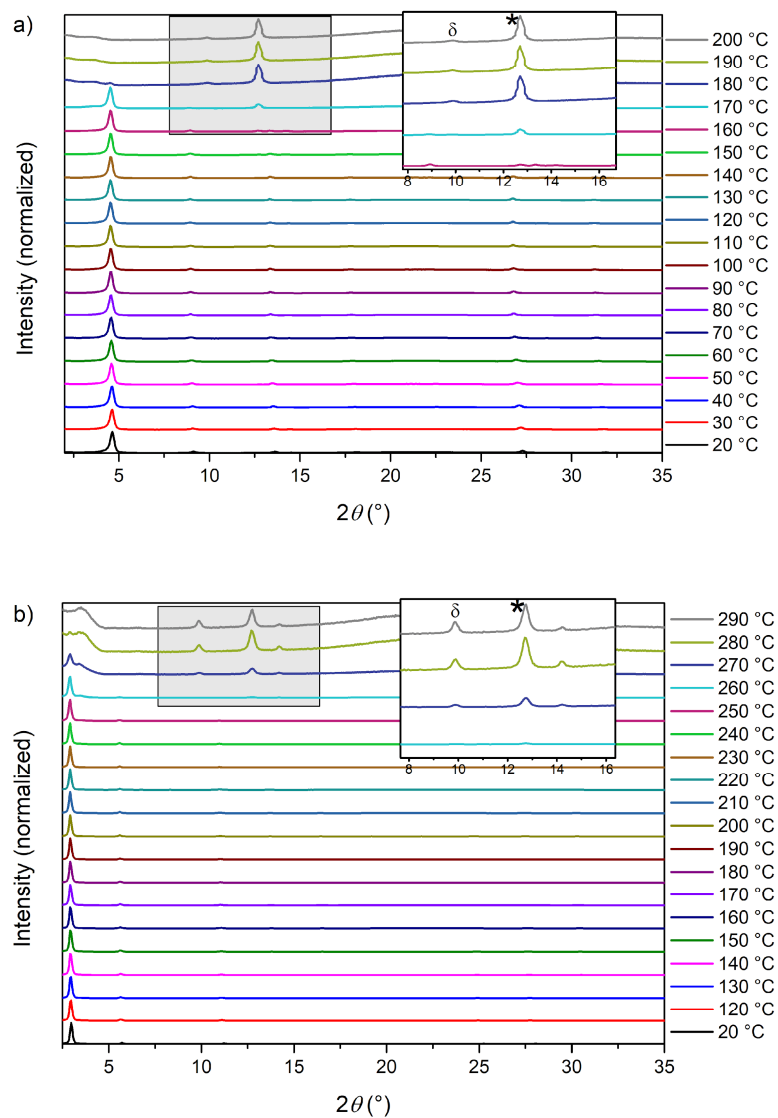 a)
δ
*
8 10 12 14 16
200 °C
190 °C
180 °C
170 °C
160 °C
150 °C
140 °C
130 °C
120 °C
110 °C
100 °C
90 °C
80 °C
70 °C
60 °C
50 °C
40 °C
30 °C
20 °C
Intensity (normalized)
5 10 15 20 25 30 35
2θ (°)
b)
δ
*
8 10 12 14 16
290 °C
280 °C
270 °C
260 °C
250 °C
240 °C
230 °C
220 °C
210 °C
200 °C
190 °C
180 °C
170 °C
160 °C
150 °C
140 °C
130 °C
120 °C
20 °C
Intensity (normalized)
5 10 15 20 25 30 35
2θ (°)